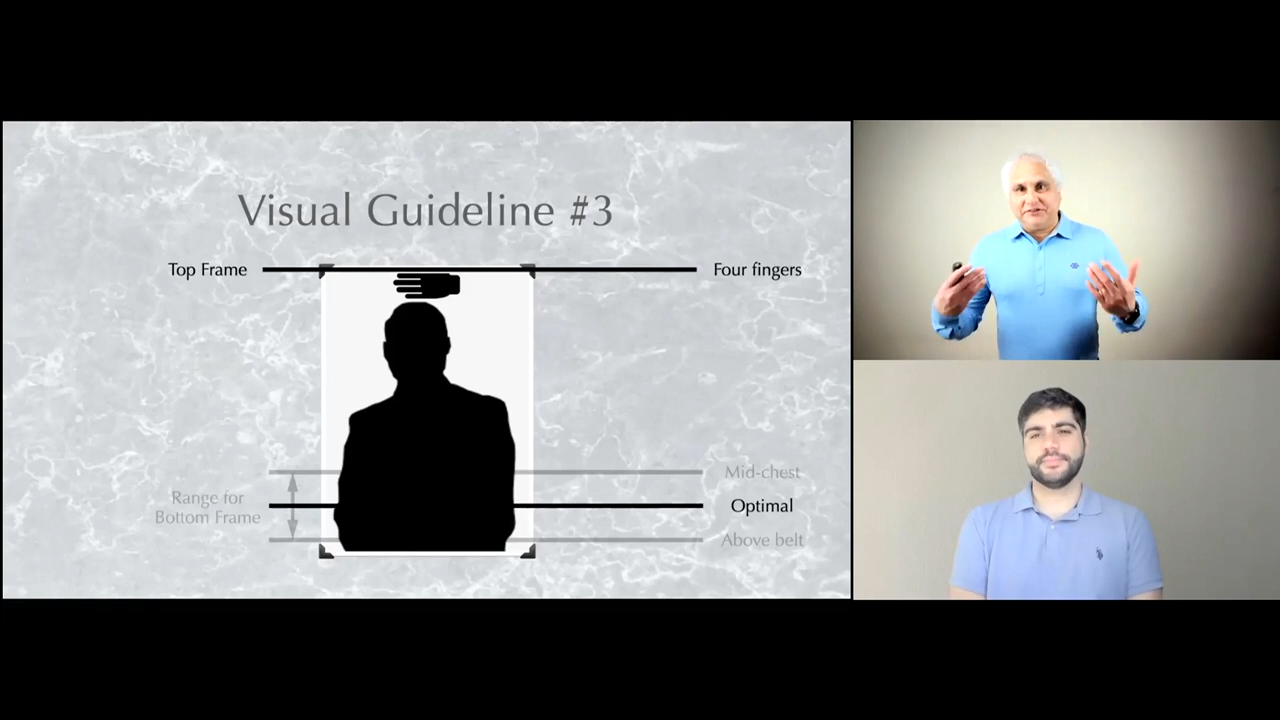 Visual Guideline #3
Top Frame
Four fingers
Mid-chest
Range for
Bottom Frame
Optimal
Above belt